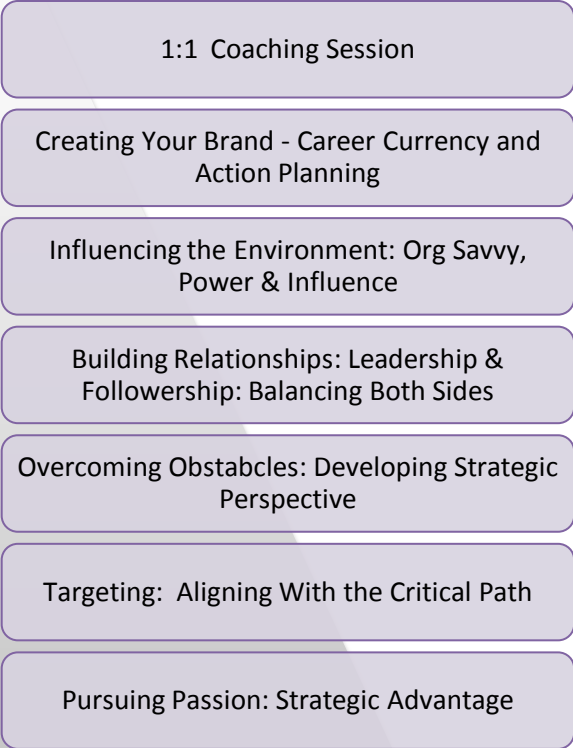 1:1  Coaching Session
Creating Your Brand - Career Currency and
Action Planning
Influencing the Environment: Org Savvy,
Power & Influence
Building Relationships: Leadership &
Followership: Balancing Both Sides
Overcoming Obstabcles: Developing Strategic
Perspective
Targeting:  Aligning With the Critical Path
Pursuing Passion: Strategic Advantage